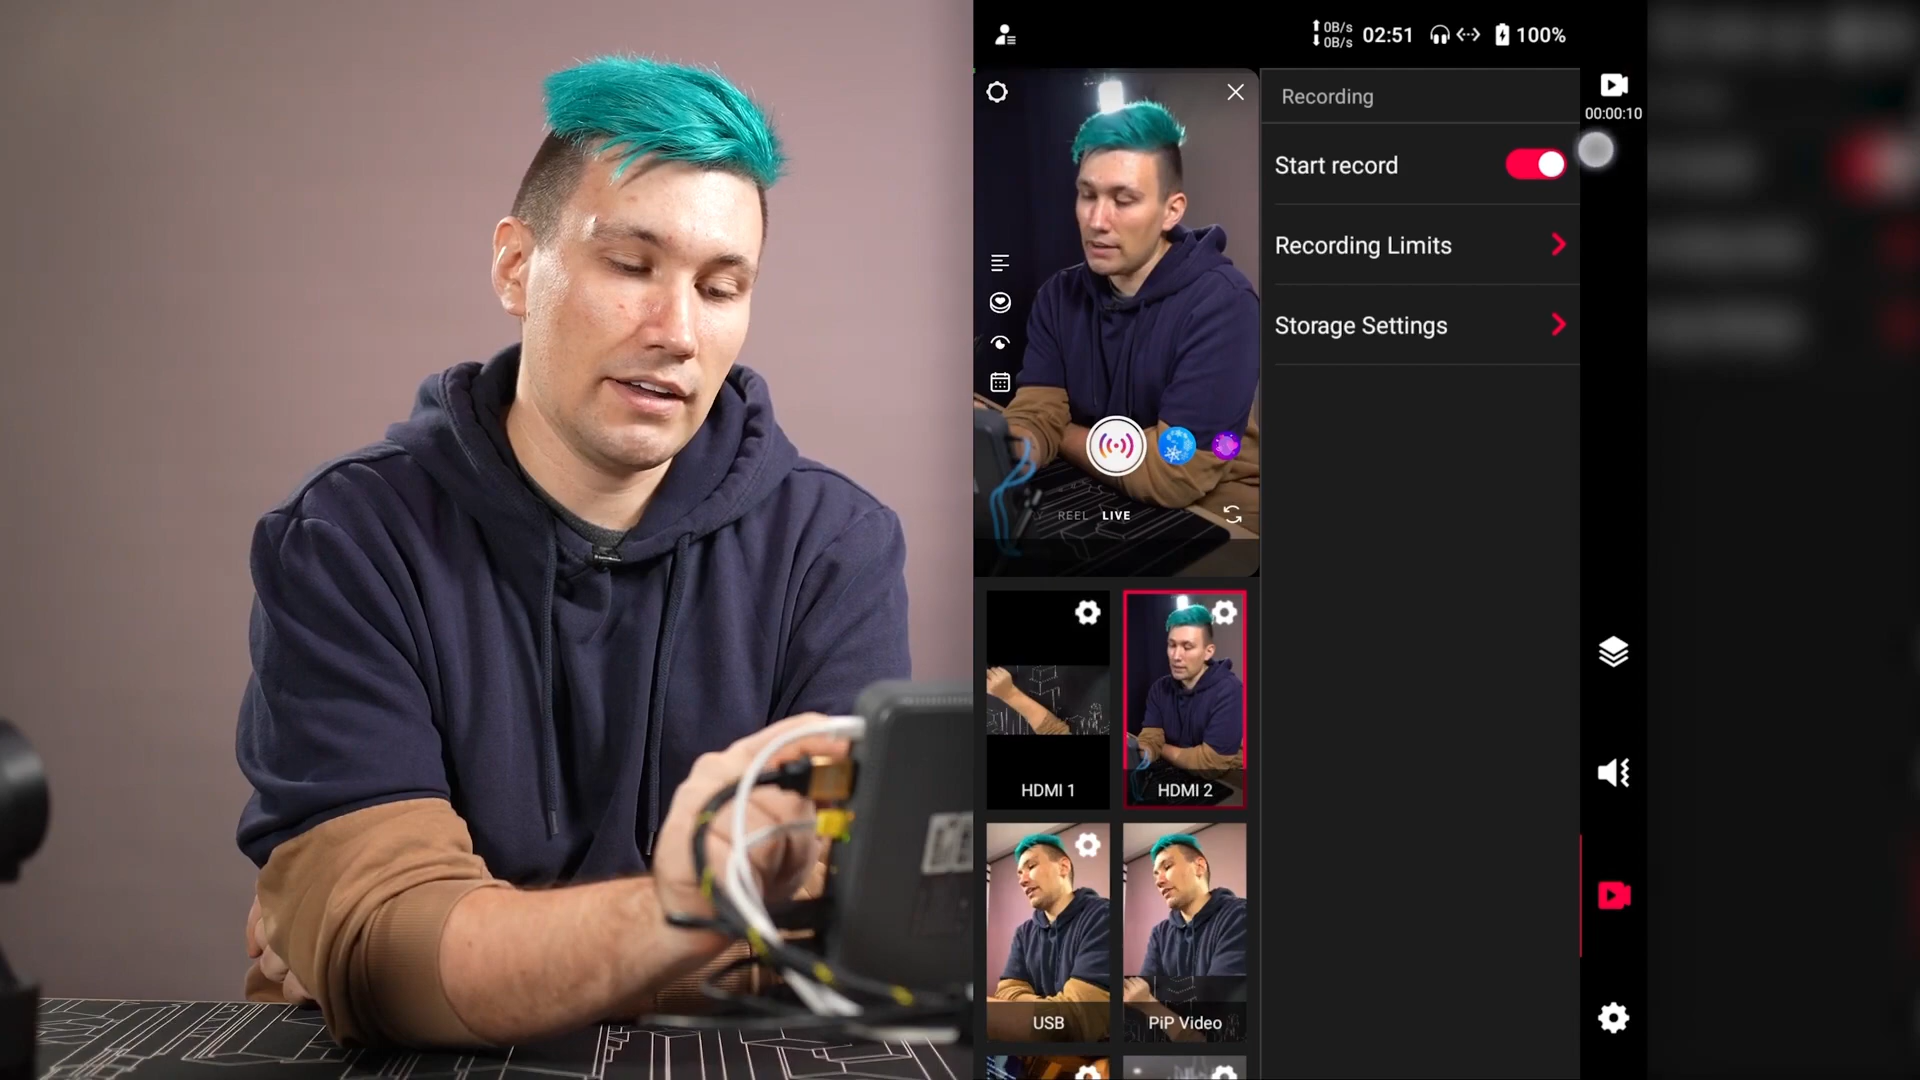 0B/s
0B/s
02:51
100%
00:00:10
Recording
Start record
Recording Limits
Storage Settings
REEL LIVE
HDMI 1
HDMI 2
USB
PiP Video